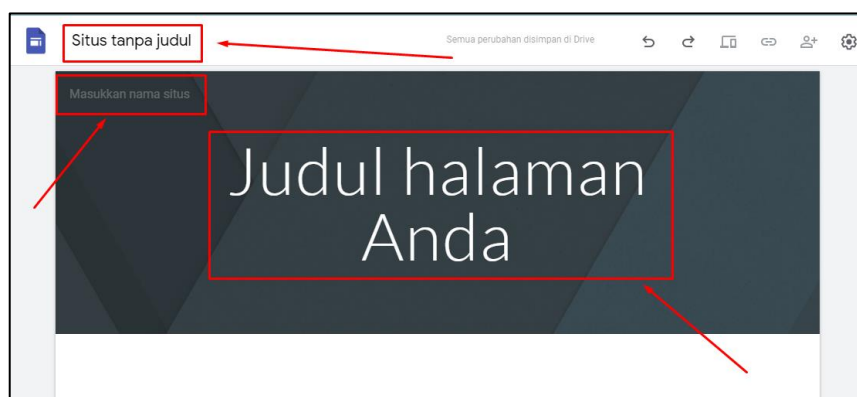 Situs tanpa judul
Semua perubahan disimpan di Drive
Masukkan nama situs
Judul halaman
Anda